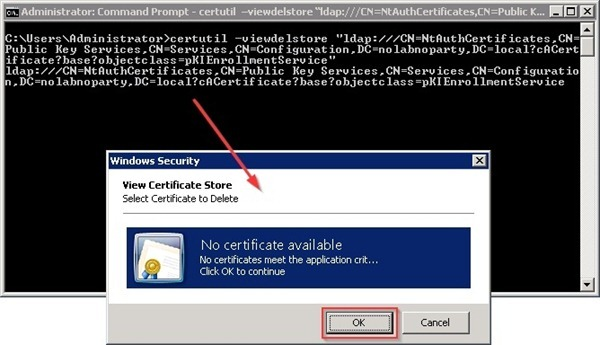 Administrator: Command Prompt - certutil -viewdelstore "ldap:///CN=NtAuthCertificates,CN=Public K...
C:\Users\Administrator>certutil -viewdelstore "ldap:///CN=NtAuthCertificates,CN=
Public Key Services,CN=Services,CN=Configuration,DC=nolabnoparty,DC=local?cACert
ificate?base?objectclass=pKIEnrollmentService"
ldap:///CN=NtAuthCertificates,CN=Public Key Services,CN=Services,CN=Configuratio
n,DC=nolabnoparty,DC=local?cACertificate?base?objectclass=pKIEnrollmentService
Windows Security
View Certificate Store
Select Certificate to Delete
No certificate available
No certificates meet the application crit...
Click OK to continue
OK
Cancel